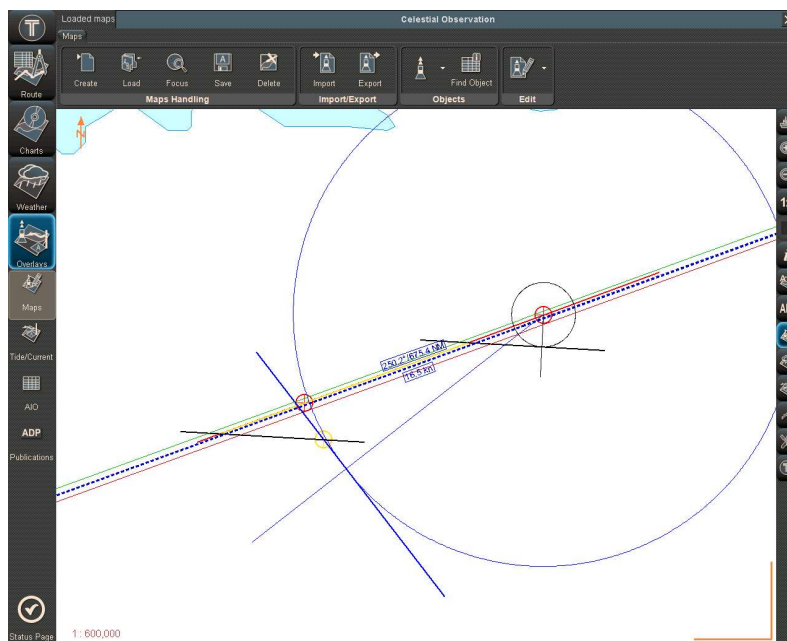 Loaded maps
Celestial Observation
Maps
Create
Load
Focus
Save
Delete
Import
Export
Find Object
Maps Handling
Import/Export
Objects
Edit
Route
Charts
Weather
Overlays
Maps
Tide/Current
AIO
ADP
Publications
Status Page
N
250.2° (675.4 NM)
16.5 kn
1 : 600,000